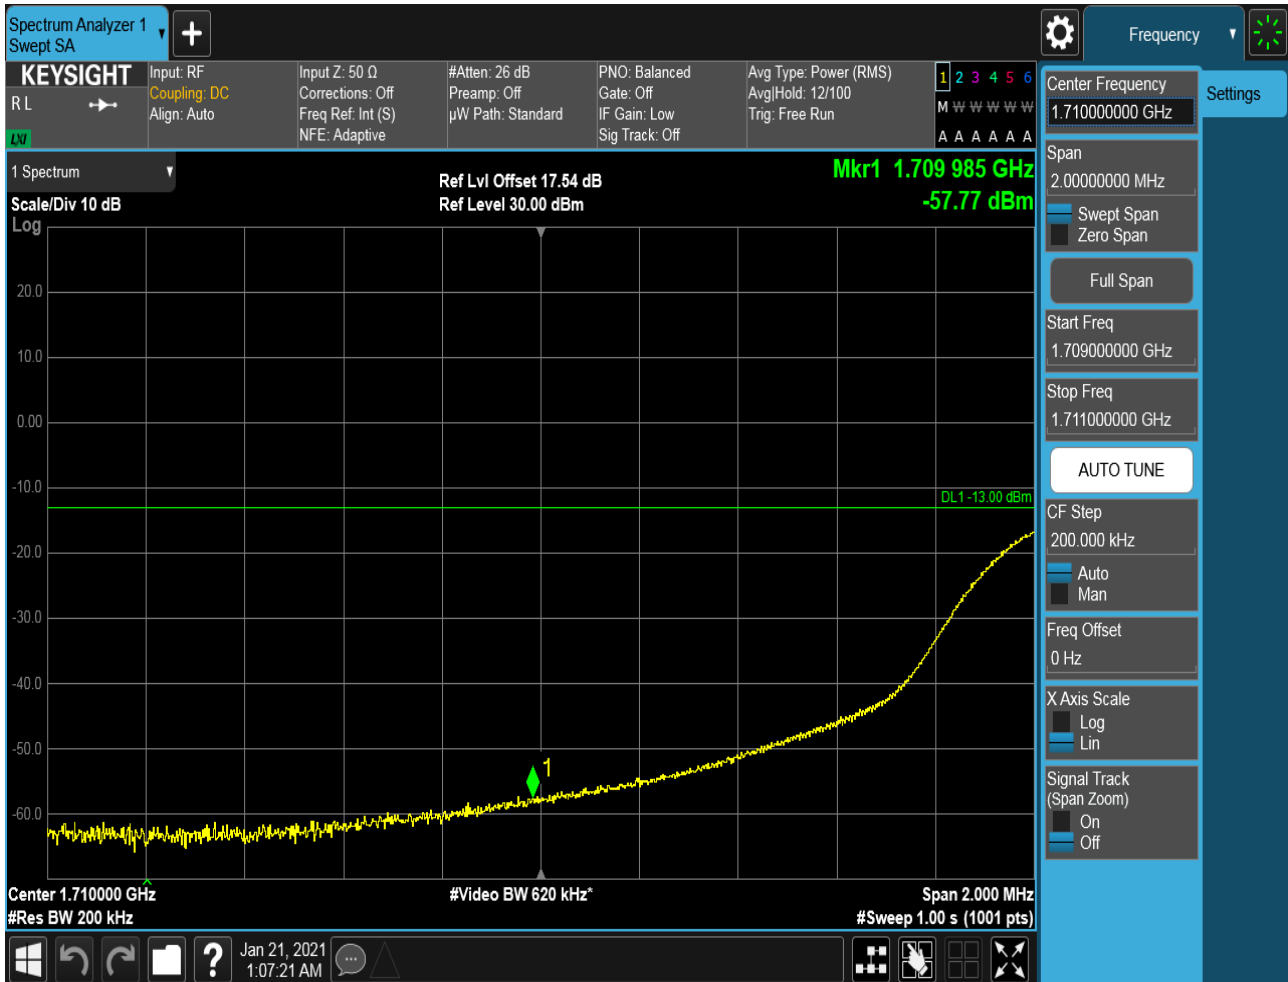 Spectrum Analyzer 1
Swept SA
Frequency
KEYSIGHT
R L
LXI
Input: RF
Coupling: DC
Align: Auto
Input Z: 50 Ω
Corrections: Off
Freq Ref: Int (S)
NFE: Adaptive
#Atten: 26 dB
Preamp: Off
µW Path: Standard
PNO: Balanced
Gate: Off
IF Gain: Low
Sig Track: Off
Avg Type: Power (RMS)
Avg|Hold: 12/100
Trig: Free Run
1 2 3 4 5 6
M W W W W W
A A A A A A
1 Spectrum
Scale/Div 10 dB
Log
Ref Lvl Offset 17.54 dB
Ref Level 30.00 dBm
Mkr1 1.709 985 GHz
-57.77 dBm
20.0
10.0
0.00
-10.0
DL1 -13.00 dBm
-20.0
-30.0
-40.0
-50.0
1
-60.0
Center 1.710000 GHz
#Res BW 200 kHz
#Video BW 620 kHz*
Span 2.000 MHz
#Sweep 1.00 s (1001 pts)
?
Jan 21, 2021
1:07:21 AM
Center Frequency
1.710000000 GHz
Settings
Span
2.00000000 MHz
Swept Span
Zero Span
Full Span
Start Freq
1.709000000 GHz
Stop Freq
1.711000000 GHz
AUTO TUNE
CF Step
200.000 kHz
Auto
Man
Freq Offset
0 Hz
X Axis Scale
Log
Lin
Signal Track
(Span Zoom)
On
Off